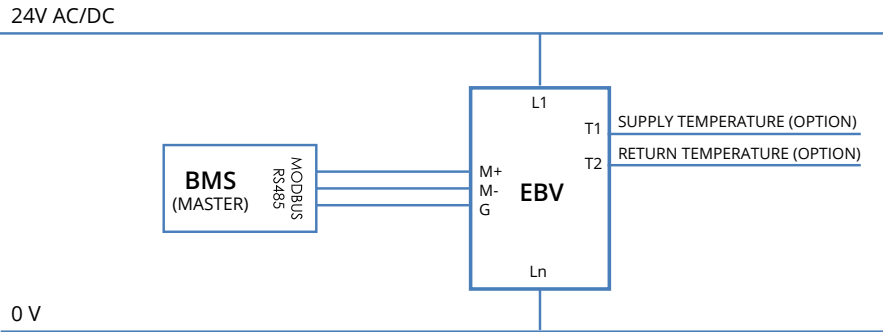 24V AC/DC
L1
T1
SUPPLY TEMPERATURE (OPTION)
T2
RETURN TEMPERATURE (OPTION)
BMS
(MASTER)
MODBUS
RS485
M+
M-
G
EBV
Ln
0 V